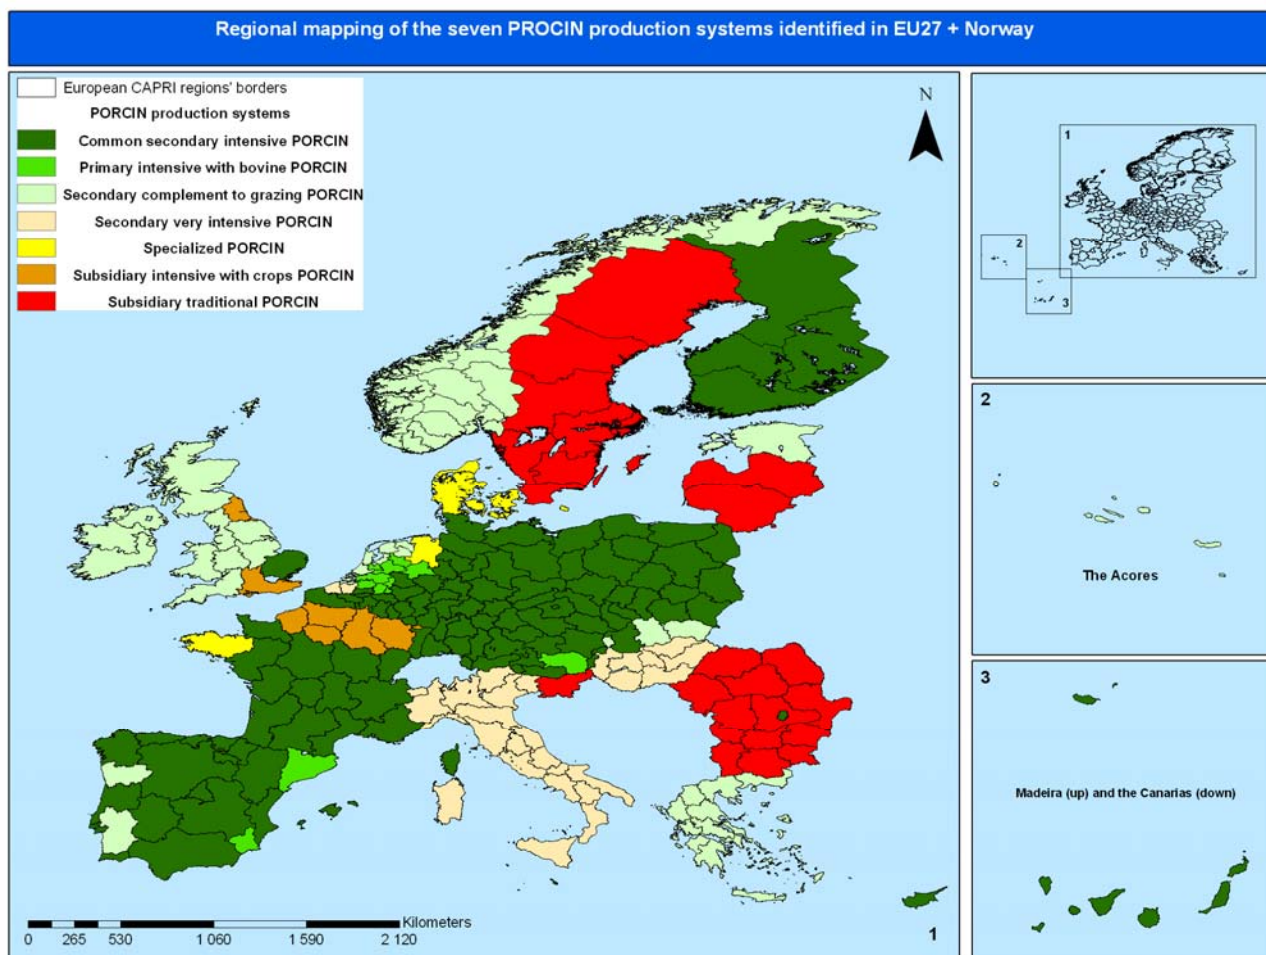 Regional mapping of the seven PROCIN production systems identified in EU27 + Norway
European CAPRI regions' borders
PORCIN production systems
Common secondary intensive PORCIN
Primary intensive with bovine PORCIN
Secondary complement to grazing PORCIN
Secondary very intensive PORCIN
Specialized PORCIN
Subsidiary intensive with crops PORCIN
Subsidiary traditional PORCIN
N
Kilometers
0 265 530 1 060 1 590 2 120
1
1
2
3
2
The Acores
3
Madeira (up) and the Canarias (down)